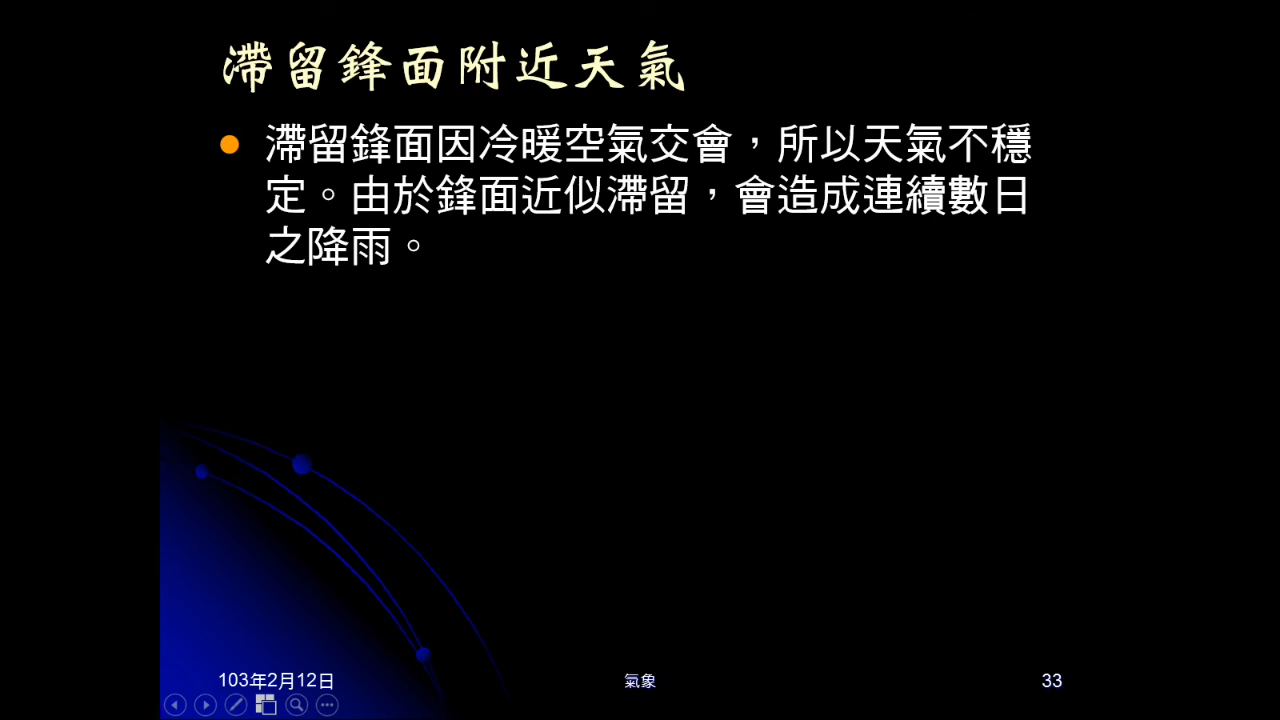 滯留鋒面附近天氣
滯留鋒面因冷暖空氣交會，所以天氣不穩
定。由於鋒面近似滯留，會造成連續數日
之降雨。
103年2月12日
氣象
33